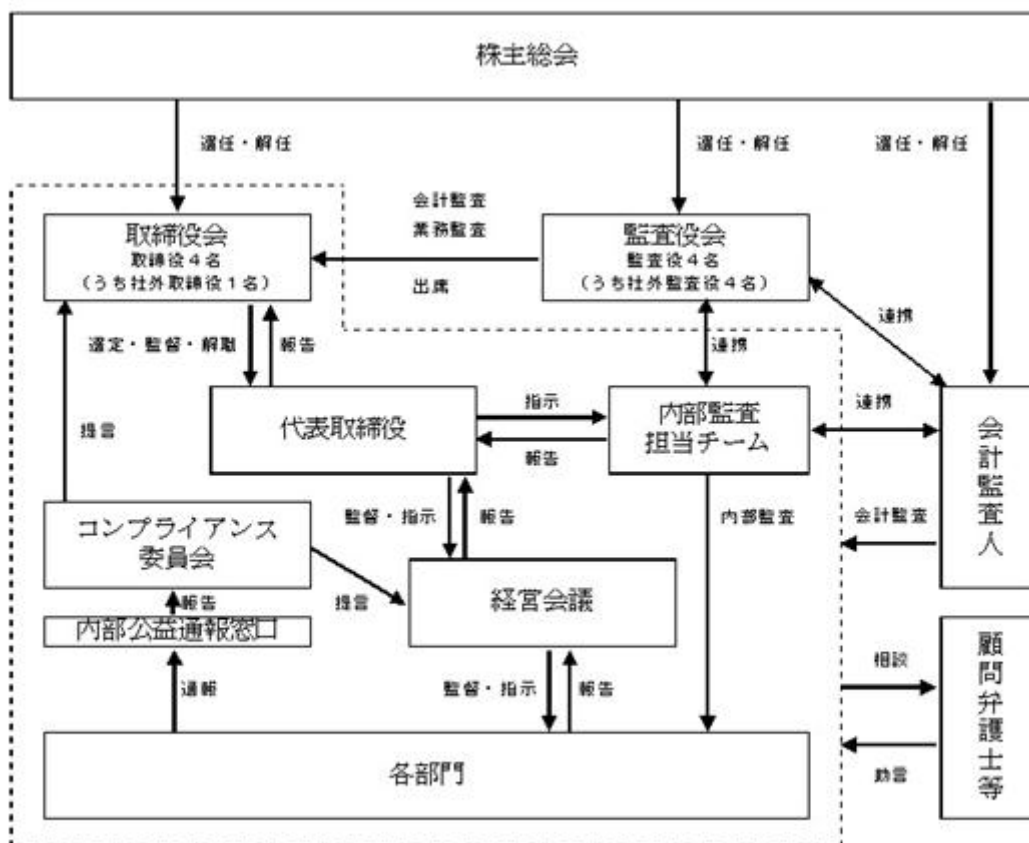 株主総会
選任・解任
選任・解任
選任・解任
取締役会
取締役4名
(うち社外取締役1名)
会計監査
業務監査
出席
監査役会
監査役4名
(うち社外監査役4名)
連携
選定・監督・解職
報告
連携
提言
代表取締役
指示
報告
内部監査
担当チーム
連携
会計監査人
コンプライアンス
委員会
監督・指示
報告
内部監査
会計監査
報告
提言
経営会議
内部公益通報窓口
通報
監督・指示
報告
相談
助言
顧問弁護士等
各部門